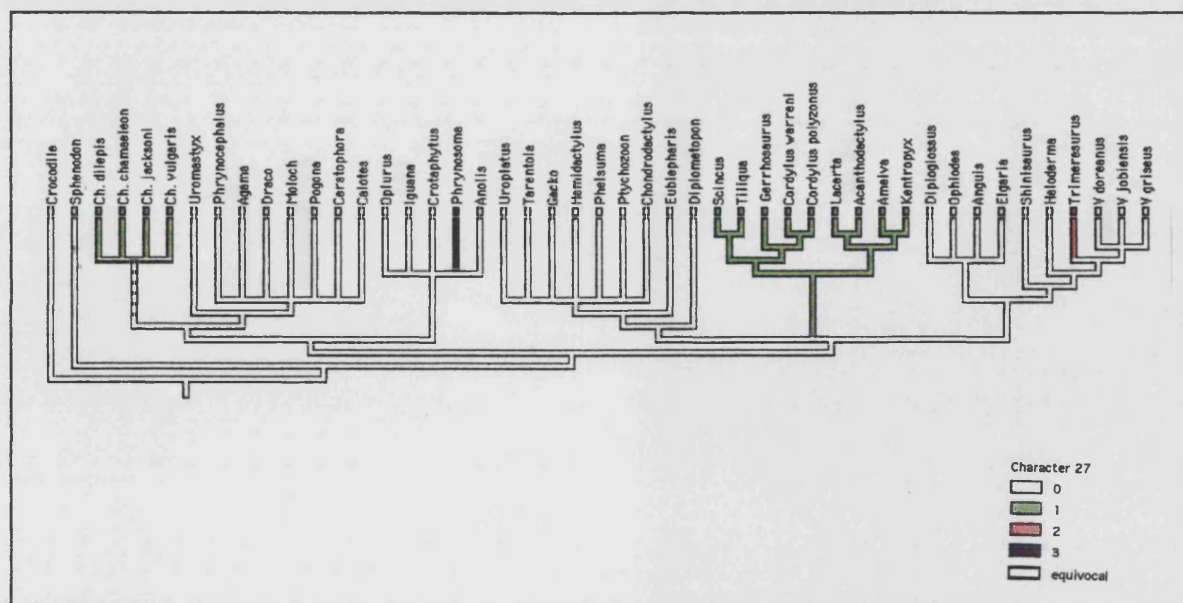 Crocodile
Sphenodon
Ch. dilepis
Ch. chamaeleon
Ch. jacksoni
Ch. vulgaris
Uromastyx
Phrynocephalus
Agama
Draco
Moloch
Pogona
Ceratophora
Calotes
Oplurus
Iguana
Crotaphytus
Phrynosoma
Anolis
Uroplatus
Tarentola
Gecko
Hemidactylus
Phelsuma
Ptychozoon
Chondrodactylus
Eublepharis
Diplometopon
Scincus
Tiliqua
Gerrhosaurus
Cordylus warreni
Cordylus polyzonus
Lacerta
Acanthodactylus
Ameiva
Kentropyx
Diploglossus
Ophiodes
Anguis
Elgaria
Shinisaurus
Heloderma
Trimeresurus
V doreanus
V jobiensis
V griseus
Character 27
0
1
2
3
equivocal